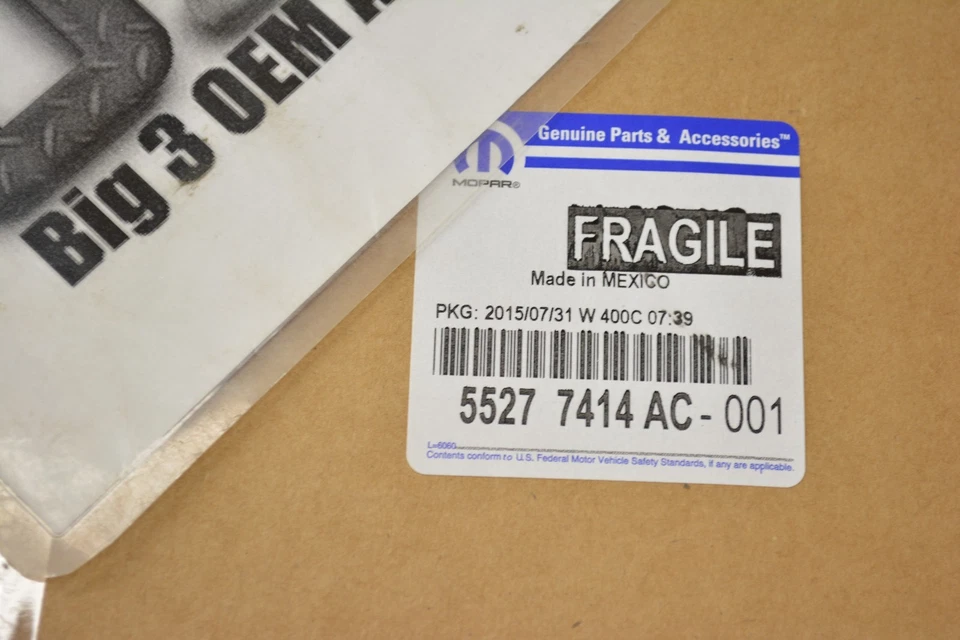 Big 3 OEM
Genuine Parts & Accessories™
MOPAR®
FRAGILE
Made in MEXICO
PKG: 2015/07/31 W 400C 07:39
5527 7414 AC - 001
L-6060
Contents conform to U.S. Federal Motor Vehicle Safety Standards, if any are applicable.